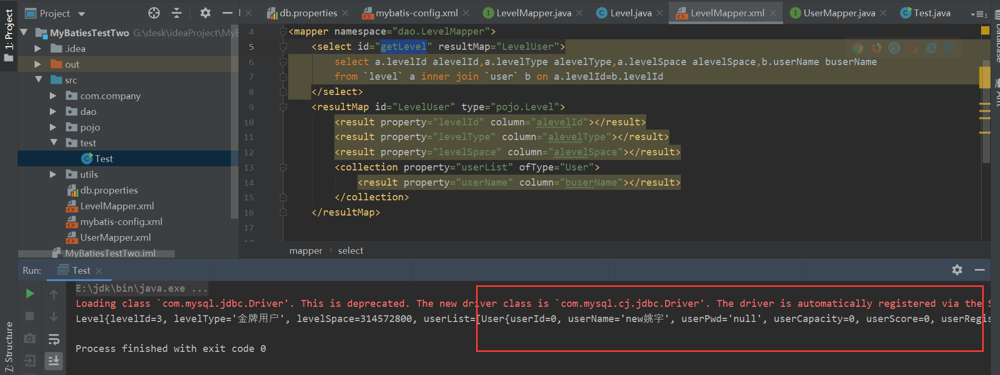 1: Project
Project
db.properties
mybatis-config.xml
LevelMapper.java
Level.java
LevelMapper.xml
UserMapper.java
Test.java
3
MyBatiesTestTwo G:\desk\ideaProject\MyB
.idea
out
src
com.company
dao
pojo
test
Test
utils
db.properties
LevelMapper.xml
mybatis-config.xml
UserMapper.xml
MyBatiesTestTwo.iml
4 <mapper namespace="dao.LevelMapper">
5 <select id="getLevel" resultMap="LevelUser">
6 select a.levelId alevelId,a.levelType alevelType,a.levelSpace alevelSpace,b.userName buserName
7 from `level` a inner join `user` b on a.levelId=b.levelId
8 </select>
9 <resultMap id="LevelUser" type="pojo.Level">
10 <result property="levelId" column="alevelId"></result>
11 <result property="levelType" column="alevelType"></result>
12 <result property="levelSpace" column="alevelSpace"></result>
13 <collection property="userList" ofType="User">
14 <result property="userName" column="buserName"></result>
15 </collection>
16 </resultMap>
17
mapper › select
Database
Ant
Run: Test
E:\jdk\bin\java.exe ...
Loading class `com.mysql.jdbc.Driver'. This is deprecated. The new driver class is `com.mysql.cj.jdbc.Driver'. The driver is automatically registered via the S
Level{levelId=3, levelType='金牌用户', levelSpace=314572800, userList=[User{userId=0, userName='new姚宇', userPwd='null', userCapacity=0, userScore=0, userRegis
Process finished with exit code 0
7: Structure